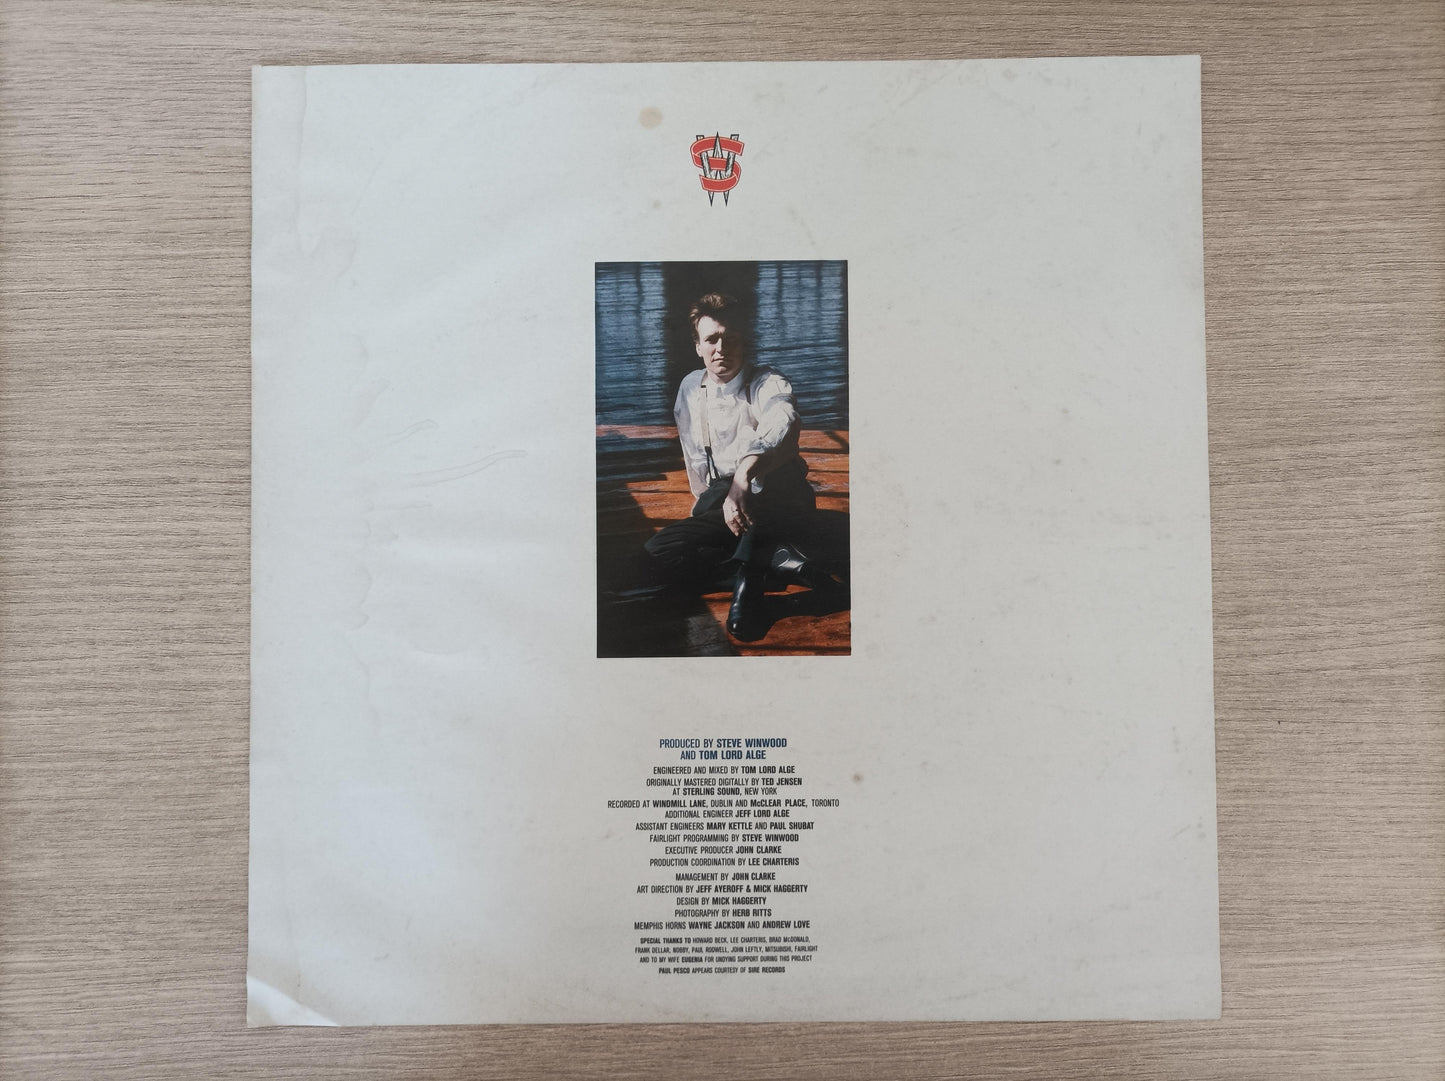 SW
PRODUCED BY STEVE WINWOOD
AND TOM LORD ALGE
ENGINEERED AND MIXED BY TOM LORD ALGE
ORIGINALLY MASTERED DIGITALLY BY TED JENSEN
AT STERLING SOUND, NEW YORK
RECORDED AT WINDMILL LANE, DUBLIN AND McCLEAR PLACE, TORONTO
ADDITIONAL ENGINEER JEFF LORD ALGE
ASSISTANT ENGINEERS MARY KETTLE AND PAUL SHUBAT
FAIRLIGHT PROGRAMMING BY STEVE WINWOOD
EXECUTIVE PRODUCER JOHN CLARKE
PRODUCTION COORDINATION BY LEE CHARTERIS
MANAGEMENT BY JOHN CLARKE
ART DIRECTION BY JEFF AYEROFF & MICK HAGGERTY
DESIGN BY MICK HAGGERTY
PHOTOGRAPHY BY HERB RITTS
MEMPHIS HORNS WAYNE JACKSON AND ANDREW LOVE
SPECIAL THANKS TO HOWARD BECK, LEE CHARTERIS, BRAD McDONALD,
FRANK DELLAR, NOBBY, PAUL RODWELL, JOHN LEFTLY, MITSUBISHI, FAIRLIGHT
AND TO MY WIFE EUGENIA FOR UNDYING SUPPORT DURING THIS PROJECT
PAUL PESCO APPEARS COURTESY OF SIRE RECORDS